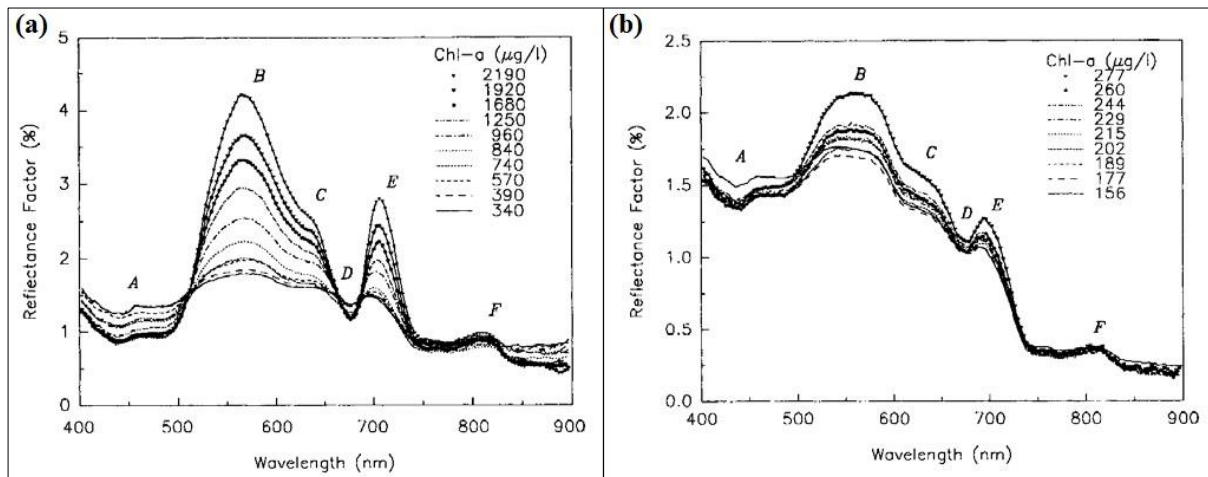 (a)
5
4
3
2
1
0
Reflectance Factor (%)
400 500 600 700 800 900
Wavelength (nm)
A
B
C
D
E
F
Chl-a (μg/l)
2190
1920
1680
1250
960
840
740
570
390
340
(b)
2.5
2.0
1.5
1.0
0.5
0.0
Reflectance Factor (%)
400 500 600 700 800 900
Wavelength (nm)
A
B
C
D
E
F
Chl-a (μg/l)
277
260
244
229
215
202
189
177
156